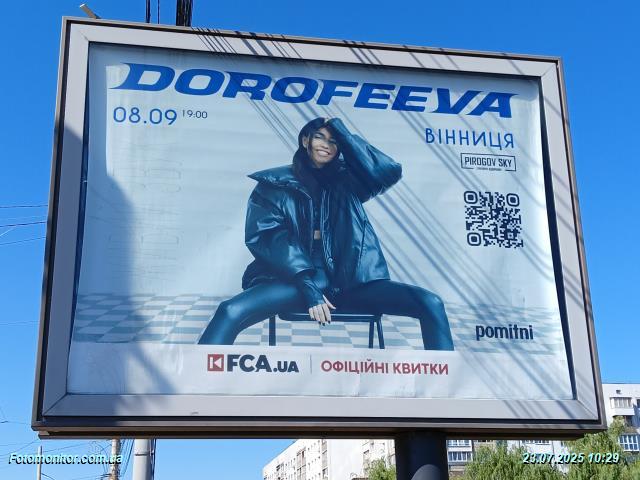 DOROFEEVA
08.09 19:00
ВІННИЦЯ
PIROGOV SKY
pomitni
KFCA.UA | ОФІЦІЙНІ КВИТКИ
Fotomonitor.com.ua
23.07.2025 10:29